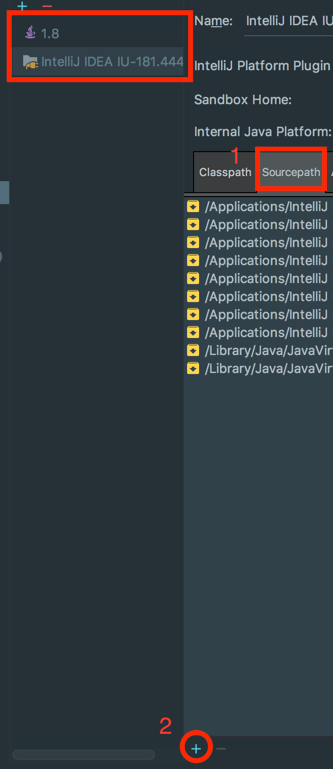 1.8
IntelliJ IDEA IU-181.444
Name: IntelliJ IDEA IU
IntelliJ Platform Plugin
Sandbox Home:
Internal Java Platform:
1
Classpath Sourcepath
/Applications/IntelliJ
/Applications/IntelliJ
/Applications/IntelliJ
/Applications/IntelliJ
/Applications/IntelliJ
/Applications/IntelliJ
/Applications/IntelliJ
/Applications/IntelliJ
/Library/Java/JavaVir
/Library/Java/JavaVir
2